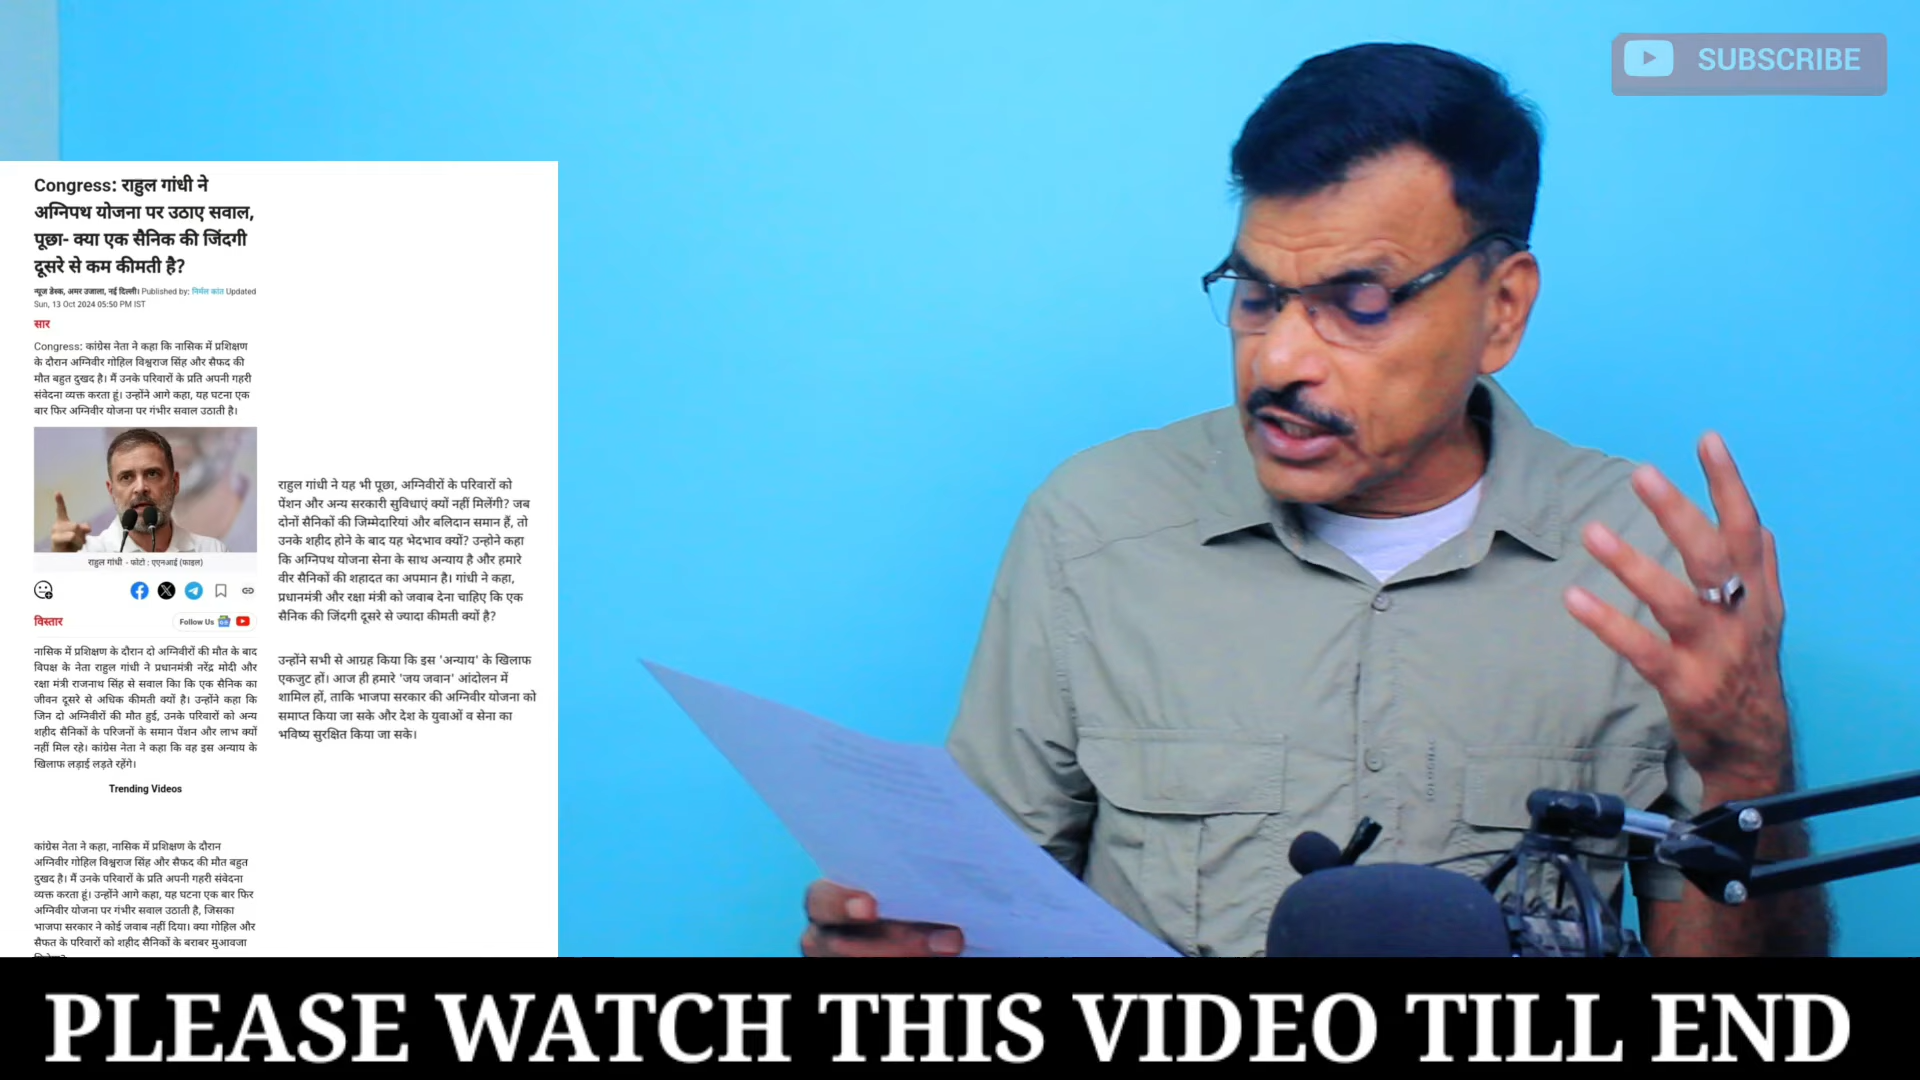 SUBSCRIBE
Congress: राहुल गांधी ने
अग्निपथ योजना पर उठाए सवाल,
पूछा- क्या एक सैनिक की जिंदगी
दूसरे से कम कीमती है?
न्यूज डेस्क, अमर उजाला, नई दिल्ली। Published by: निर्मल कांत Updated
Sun, 13 Oct 2024 05:50 PM IST
सार
Congress: कांग्रेस नेता ने कहा कि नासिक में प्रशिक्षण
के दौरान अग्निवीर गोहिल विश्वराज सिंह और सैफद की
मौत बहुत दुखद है। मैं उनके परिवारों के प्रति अपनी गहरी
संवेदना व्यक्त करता हूं। उन्होंने आगे कहा, यह घटना एक
बार फिर अग्निवीर योजना पर गंभीर सवाल उठाती है।
राहुल गांधी - फोटो : एएनआई (फाइल)
विस्तार
Follow Us
नासिक में प्रशिक्षण के दौरान दो अग्निवीरों की मौत के बाद
विपक्ष के नेता राहुल गांधी ने प्रधानमंत्री नरेंद्र मोदी और
रक्षा मंत्री राजनाथ सिंह से सवाल किा कि एक सैनिक का
जीवन दूसरे से अधिक कीमती क्यों है। उन्होंने कहा कि
जिन दो अग्निवीरों की मौत हुई, उनके परिवारों को अन्य
शहीद सैनिकों के परिजनों के समान पेंशन और लाभ क्यों
नहीं मिल रहे। कांग्रेस नेता ने कहा कि वह इस अन्याय के
खिलाफ लड़ाई लड़ते रहेंगे।
Trending Videos
कांग्रेस नेता ने कहा, नासिक में प्रशिक्षण के दौरान
अग्निवीर गोहिल विश्वराज सिंह और सैफद की मौत बहुत
दुखद है। मैं उनके परिवारों के प्रति अपनी गहरी संवेदना
व्यक्त करता हूं। उन्होंने आगे कहा, यह घटना एक बार फिर
अग्निवीर योजना पर गंभीर सवाल उठाती है, जिसका
भाजपा सरकार ने कोई जवाब नहीं दिया। क्या गोहिल और
सैफत के परिवारों को शहीद सैनिकों के बराबर मुआवजा
राहुल गांधी ने यह भी पूछा, अग्निवीरों के परिवारों को
पेंशन और अन्य सरकारी सुविधाएं क्यों नहीं मिलेंगी? जब
दोनों सैनिकों की जिम्मेदारियां और बलिदान समान हैं, तो
उनके शहीद होने के बाद यह भेदभाव क्यों? उन्होने कहा
कि अग्निपथ योजना सेना के साथ अन्याय है और हमारे
वीर सैनिकों की शहादत का अपमान है। गांधी ने कहा,
प्रधानमंत्री और रक्षा मंत्री को जवाब देना चाहिए कि एक
सैनिक की जिंदगी दूसरे से ज्यादा कीमती क्यों है?
उन्होंने सभी से आग्रह किया कि इस 'अन्याय' के खिलाफ
एकजुट हों। आज ही हमारे 'जय जवान' आंदोलन में
शामिल हों, ताकि भाजपा सरकार की अग्निवीर योजना को
समाप्त किया जा सके और देश के युवाओं व सेना का
भविष्य सुरक्षित किया जा सके।
PLEASE WATCH THIS VIDEO TILL END